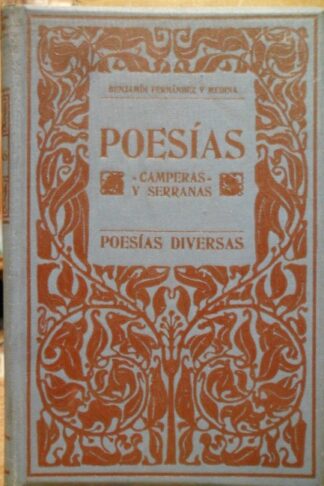 BENJAMÍN FERNÁNDEZ Y MEDINA
POESÍAS
- CAMPERAS -
Y SERRANAS
POESÍAS DIVERSAS